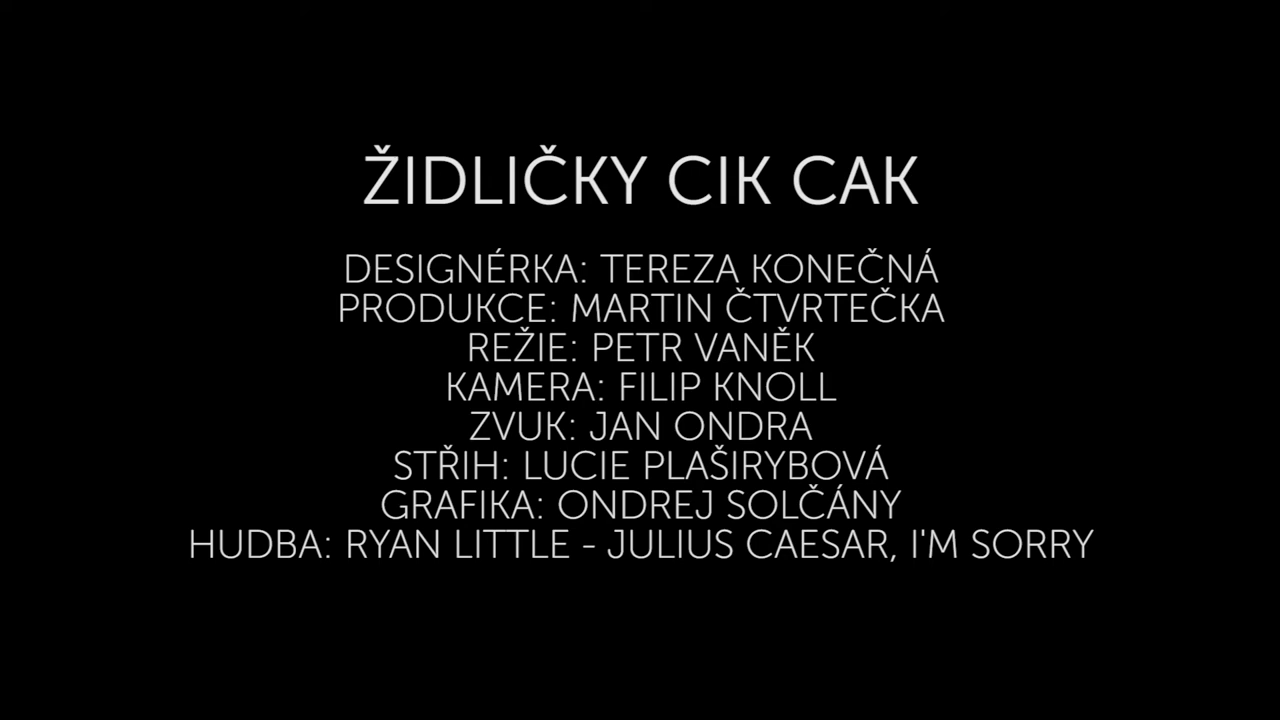 ŽIDLIČKY CIK CAK
DESIGNÉRKA: TEREZA KONEČNÁ
PRODUKCE: MARTIN ČTVRTEČKA
REŽIE: PETR VANĚK
KAMERA: FILIP KNOLL
ZVUK: JAN ONDRA
STŘIH: LUCIE PLAŠIRYBOVÁ
GRAFIKA: ONDREJ SOLČÁNY
HUDBA: RYAN LITTLE - JULIUS CAESAR, I'M SORRY